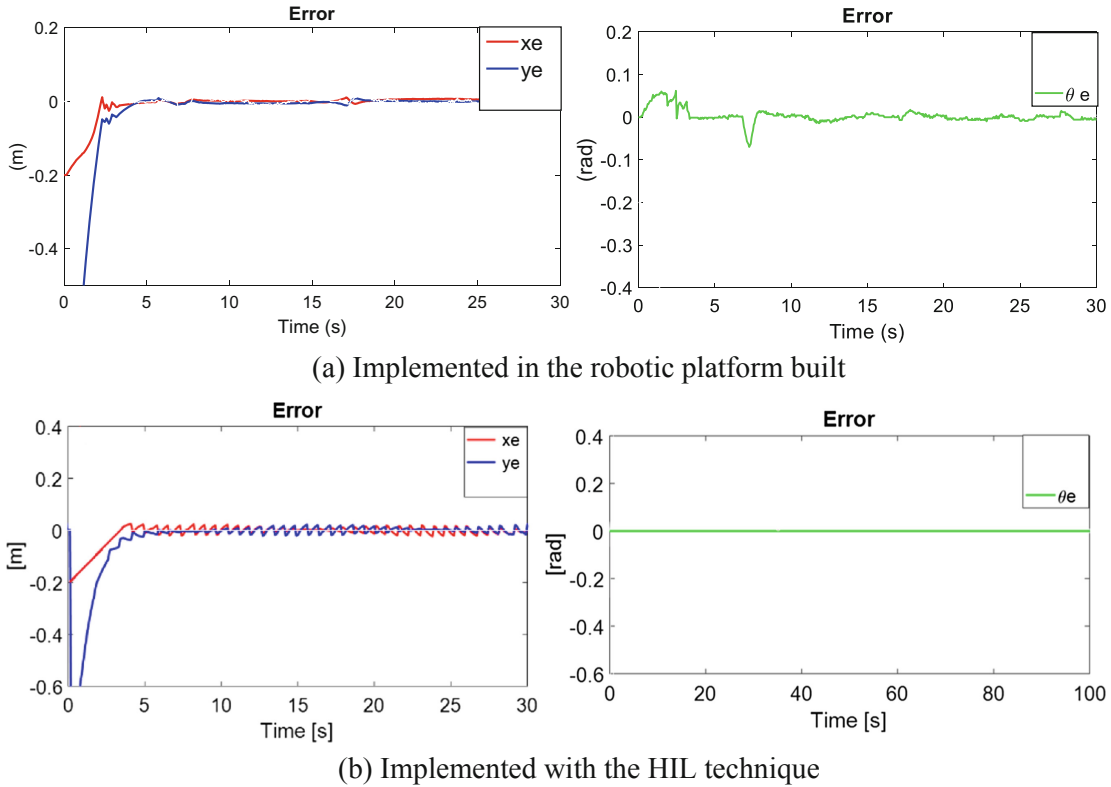 Error
xe
ye
0.2
0
-0.2
-0.4
(m)
0
5
10
15
20
25
30
Time (s)
Error
θ e
0.2
0.1
0
-0.1
-0.2
-0.3
-0.4
(rad)
0
5
10
15
20
25
30
Time (s)
(a) Implemented in the robotic platform built
Error
xe
ye
0.4
0.2
0
-0.2
-0.4
-0.6
[m]
0
5
10
15
20
25
30
Time [s]
Error
θe
0.4
0.2
0
-0.2
-0.4
-0.6
[rad]
0
20
40
60
80
100
Time [s]
(b) Implemented with the HIL technique